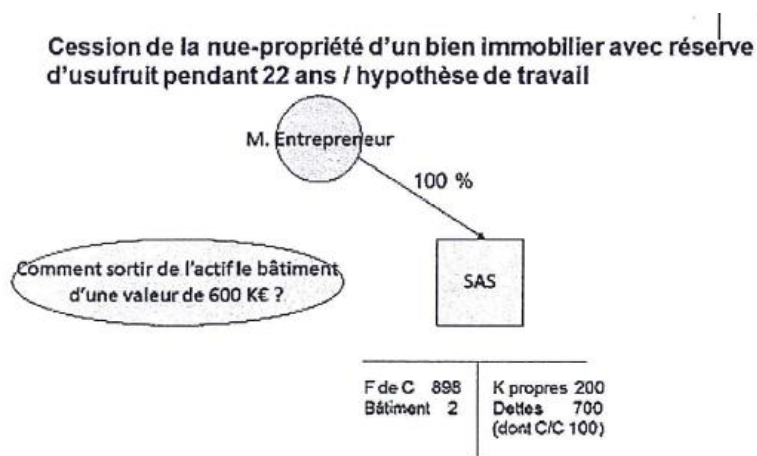 Cession de la nue-propriété d'un bien immobilier avec réserve
d'usufruit pendant 22 ans / hypothèse de travail
M. Entrepreneur
100 %
Comment sortir de l'actif le bâtiment
d'une valeur de 600 K€ ?
SAS
F de C 898
Bâtiment 2
K propres 200
Dettes 700
(dont C/C 100)